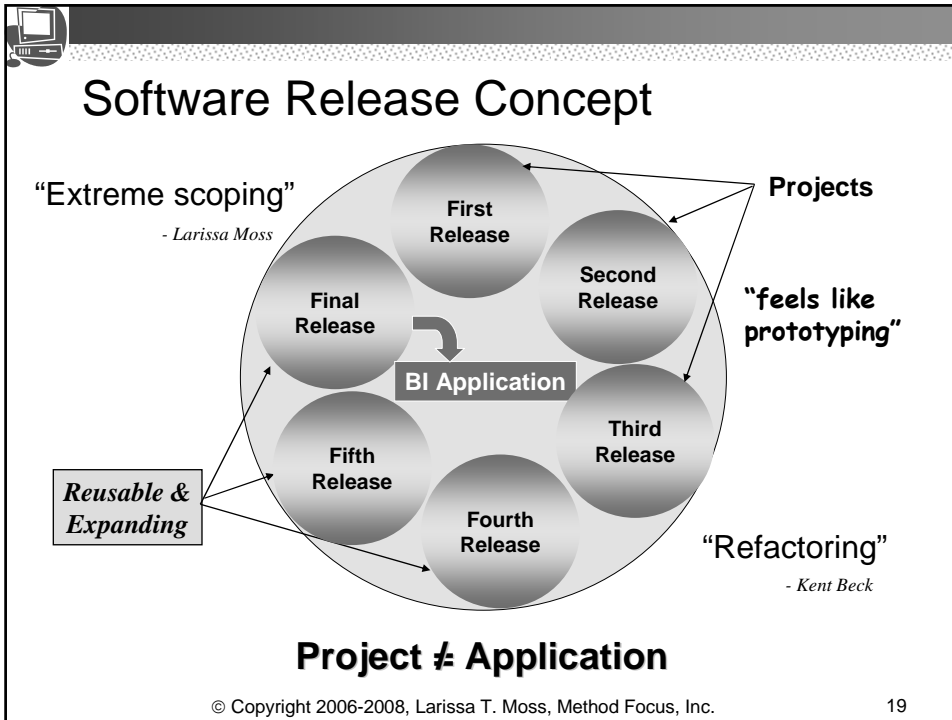 Software Release Concept
“Extreme scoping”
- Larissa Moss
First
Release
Projects
Second
Release
“feels like
prototyping”
Final
Release
BI Application
Third
Release
Fifth
Release
Reusable &
Expanding
Fourth
Release
“Refactoring”
- Kent Beck
Project ≠ Application
© Copyright 2006-2008, Larissa T. Moss, Method Focus, Inc.
19